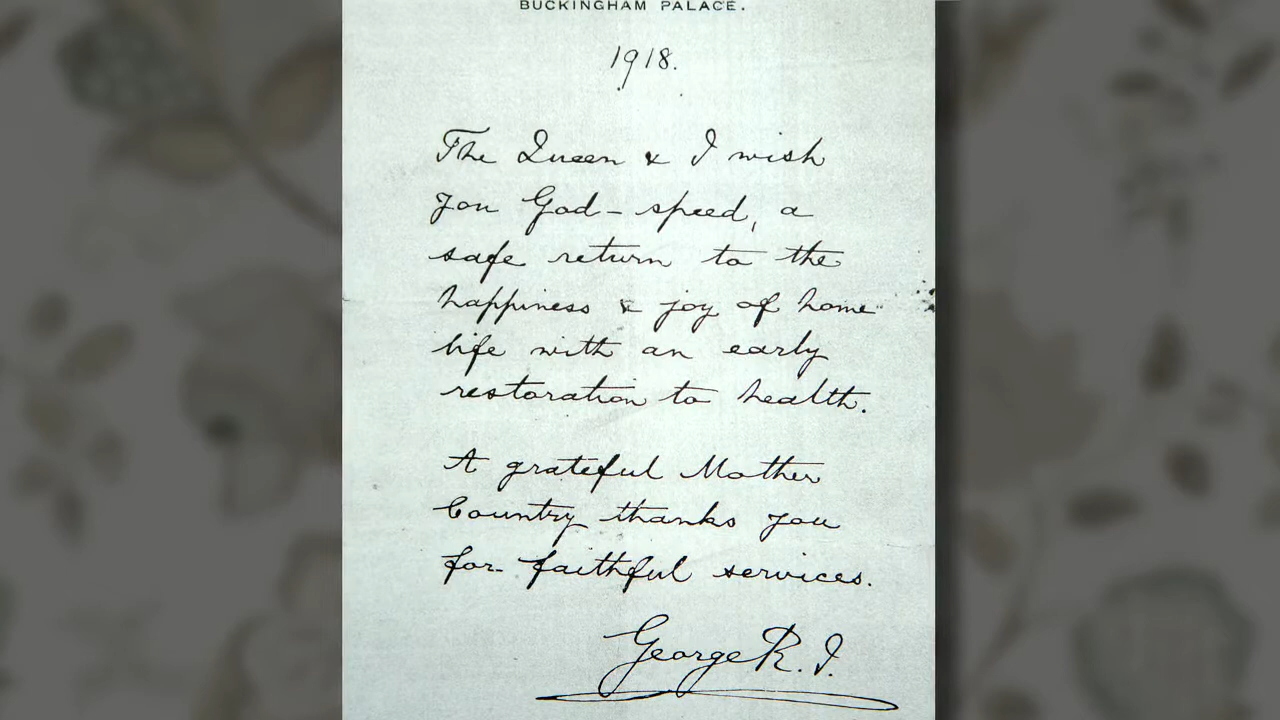 BUCKINGHAM PALACE.
1918.
The Queen & I wish
you God-speed, a
safe return to the
happiness & joy of home
life with an early
restoration to health.
A grateful Mother
Country thanks you
for faithful services.
George R.I.